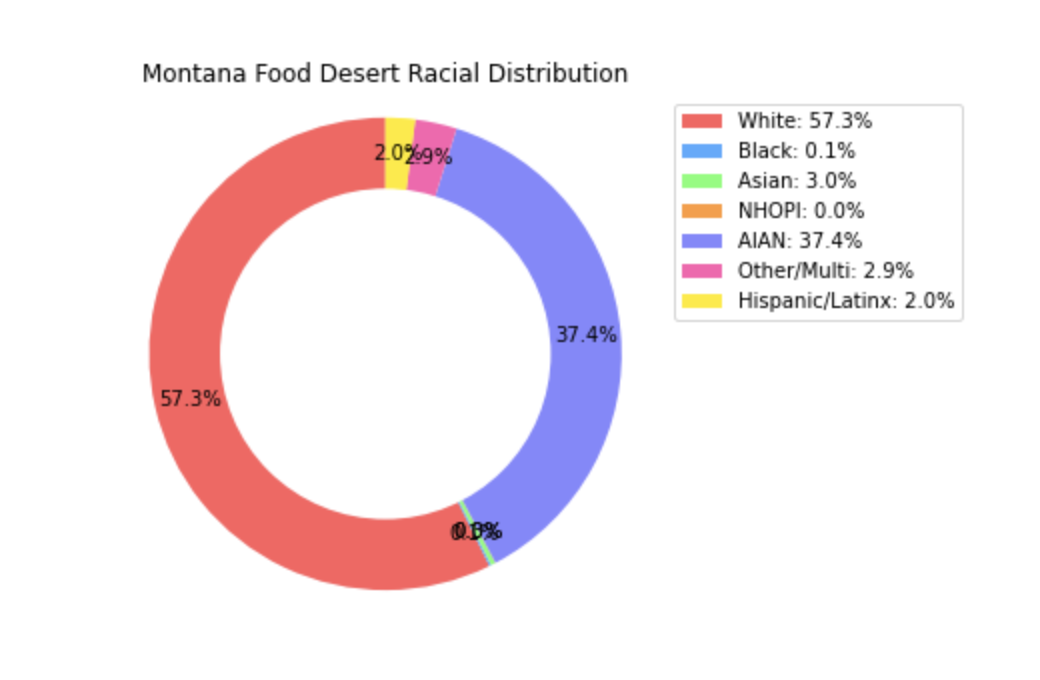 Montana Food Desert Racial Distribution
White: 57.3%
Black: 0.1%
Asian: 3.0%
NHOPI: 0.0%
AIAN: 37.4%
Other/Multi: 2.9%
Hispanic/Latinx: 2.0%
2.0%
2.9%
37.4%
57.3%